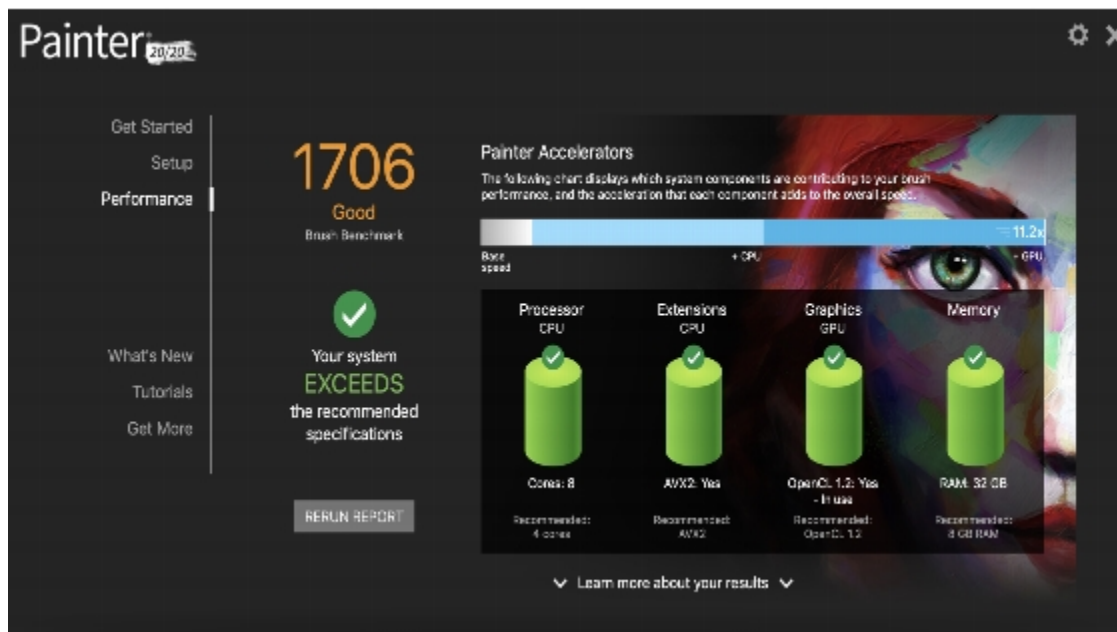 Painter 20/20
Get Started
Setup
Performance
What's New
Tutorials
Get More
1706
Good
Brush Benchmark
Your system
EXCEEDS
the recommended
specifications
RERUN REPORT
Painter Accelerators
The following chart displays which system components are contributing to your brush
performance, and the acceleration that each component adds to the overall speed.
11.2x
Base
speed
+ CPU
+ GPU
Processor
CPU
Cores: 8
Recommended:
4 cores
Extensions
CPU
AVX2: Yes
Recommended:
AVX2
Graphics
GPU
OpenCL 1.2: Yes
- In use
Recommended:
OpenCL 1.2
Memory
RAM: 32 GB
Recommended:
8 GB RAM
Learn more about your results